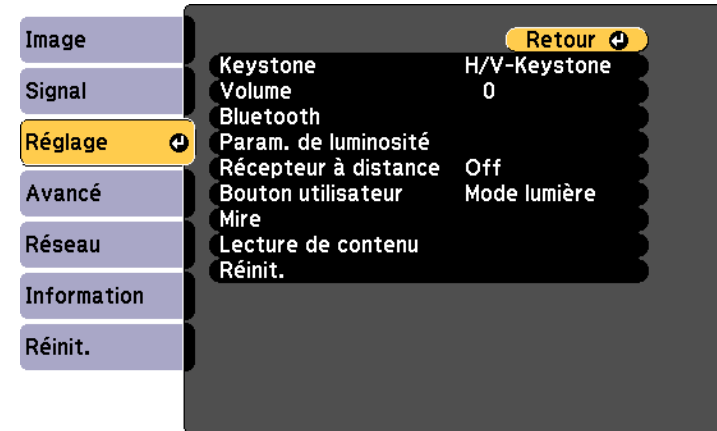 Image
Signal
Réglage
Avancé
Réseau
Information
Réinit.
Retour
Keystone H/V-Keystone
Volume 0
Bluetooth
Param. de luminosité
Récepteur à distance Off
Bouton utilisateur Mode lumière
Mire
Lecture de contenu
Réinit.